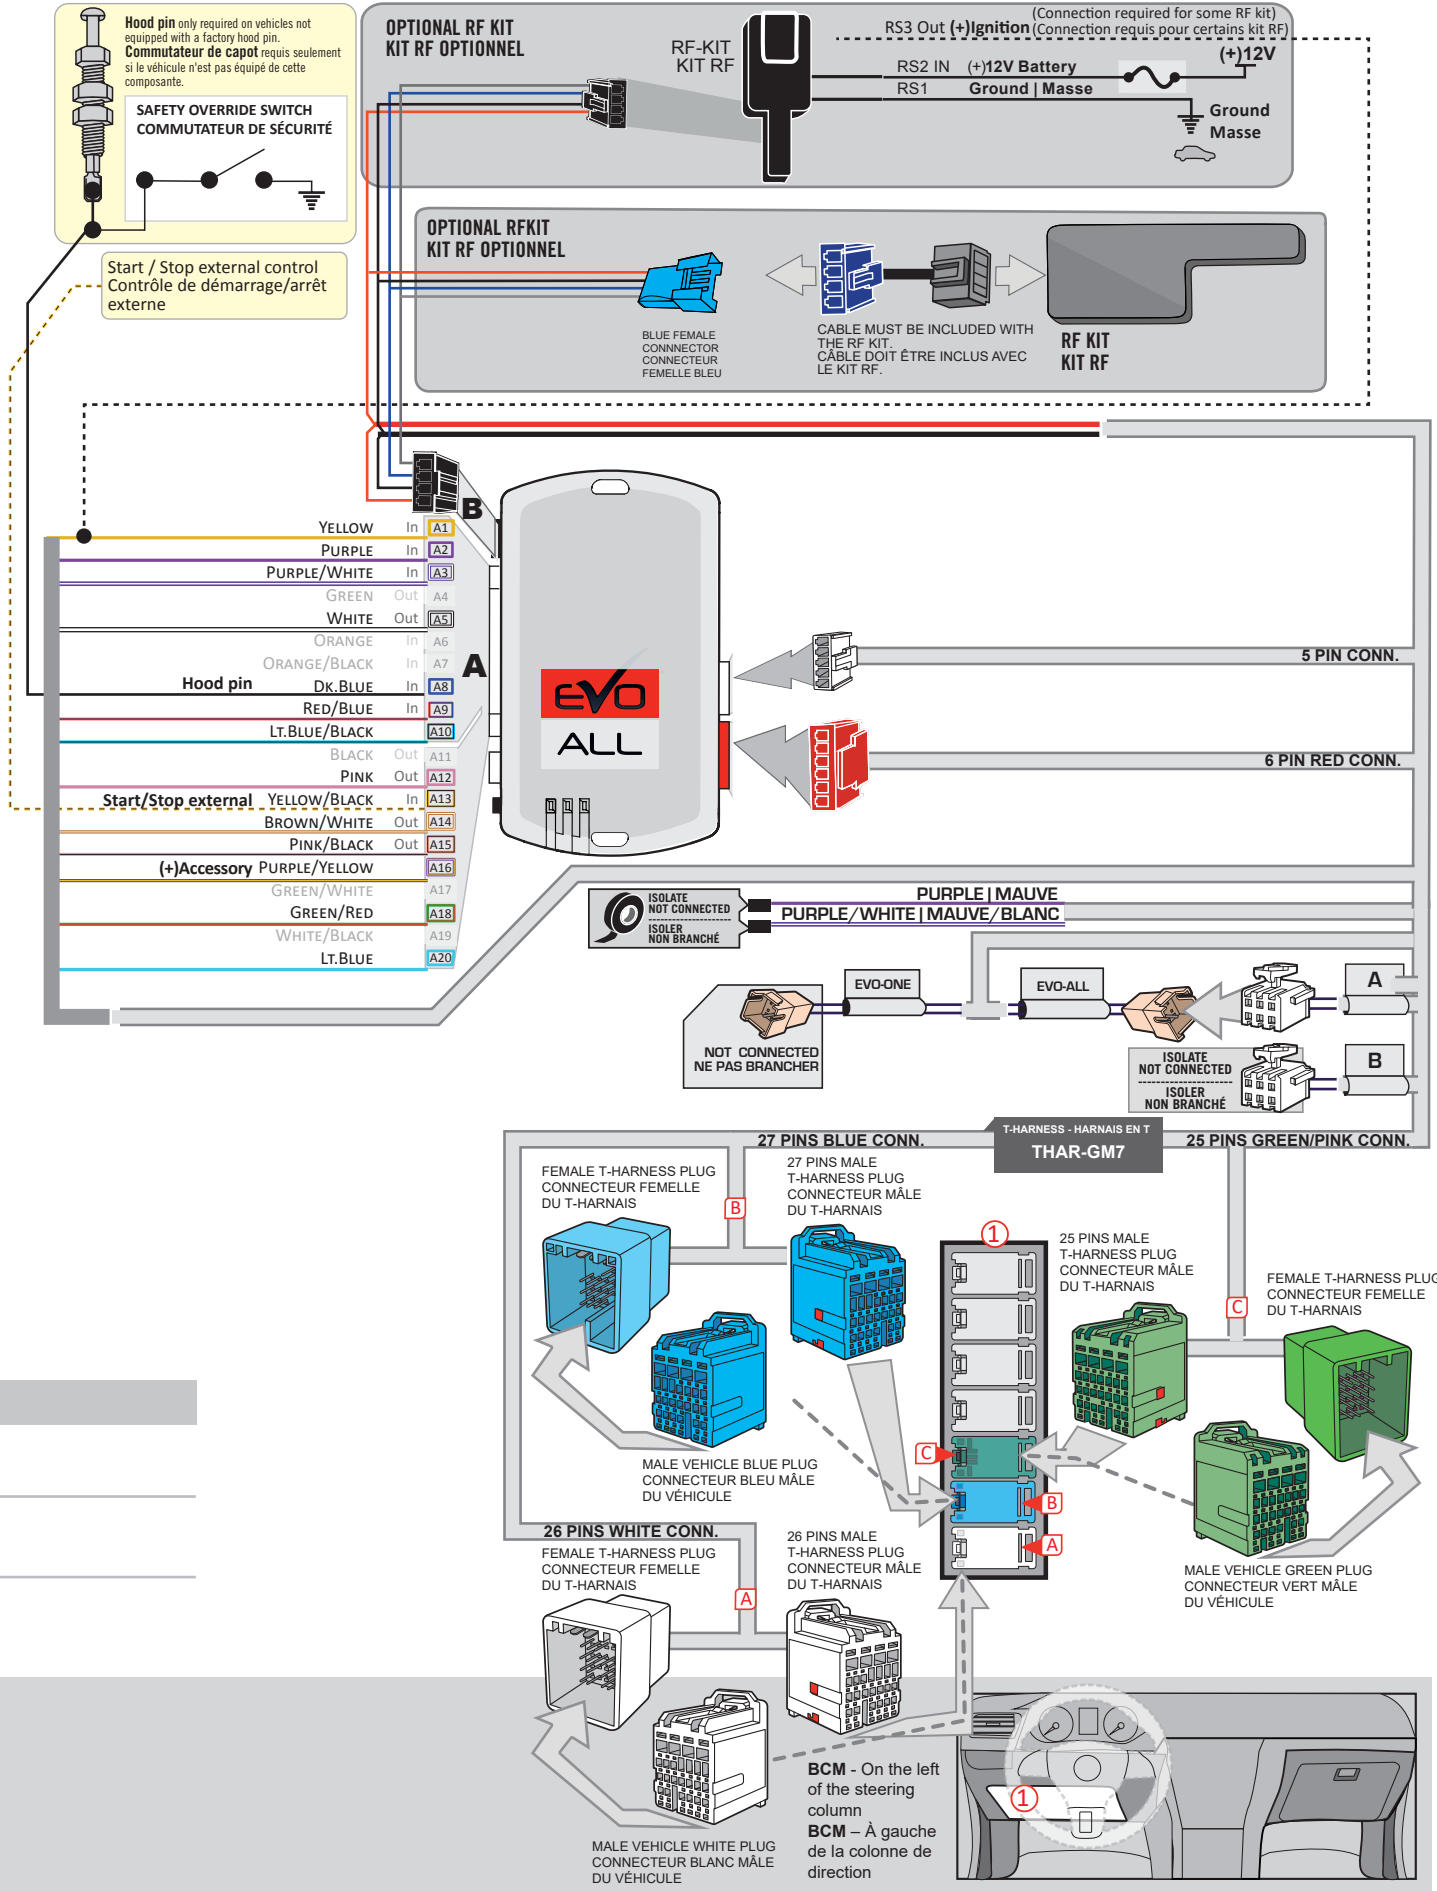 Hood pin only required on vehicles not
equipped with a factory hood pin.
Commutateur de capot requis seulement
si le véhicule n'est pas équipé de cette
composante.
SAFETY OVERRIDE SWITCH
COMMUTATEUR DE SÉCURITÉ
Start / Stop external control
Contrôle de démarrage/arrêt
externe
OPTIONAL RF KIT
KIT RF OPTIONNEL
RF-KIT
KIT RF
(Connection required for some RF kit)
RS3 Out (+)Ignition (Connection requis pour certains kit RF)
(+)12V
RS2 IN (+)12V Battery
RS1 Ground | Masse
Ground
Masse
OPTIONAL RFKIT
KIT RF OPTIONNEL
BLUE FEMALE
CONNNECTOR
CONNECTEUR
FEMELLE BLEU
CABLE MUST BE INCLUDED WITH
THE RF KIT.
CÂBLE DOIT ÊTRE INCLUS AVEC
LE KIT RF.
RF KIT
KIT RF
B
A
YELLOW In A1
PURPLE In A2
PURPLE/WHITE In A3
GREEN Out A4
WHITE Out A5
ORANGE In A6
ORANGE/BLACK In A7
Hood pin DK.BLUE In A8
RED/BLUE In A9
LT.BLUE/BLACK A10
BLACK Out A11
PINK Out A12
Start/Stop external YELLOW/BLACK In A13
BROWN/WHITE Out A14
PINK/BLACK Out A15
(+)Accessory PURPLE/YELLOW A16
GREEN/WHITE A17
GREEN/RED A18
WHITE/BLACK A19
LT.BLUE A20
EVO
ALL
5 PIN CONN.
6 PIN RED CONN.
ISOLATE
NOT CONNECTED
ISOLER
NON BRANCHÉ
PURPLE | MAUVE
PURPLE/WHITE | MAUVE/BLANC
EVO-ONE
EVO-ALL
A
NOT CONNECTED
NE PAS BRANCHER
ISOLATE
NOT CONNECTED
ISOLER
NON BRANCHÉ
B
T-HARNESS - HARNAIS EN T
THAR-GM7
27 PINS BLUE CONN.
25 PINS GREEN/PINK CONN.
FEMALE T-HARNESS PLUG
CONNECTEUR FEMELLE
DU T-HARNAIS
B
27 PINS MALE
T-HARNESS PLUG
CONNECTEUR MÂLE
DU T-HARNAIS
1
25 PINS MALE
T-HARNESS PLUG
CONNECTEUR MÂLE
DU T-HARNAIS
C
FEMALE T-HARNESS PLUG
CONNECTEUR FEMELLE
DU T-HARNAIS
MALE VEHICLE BLUE PLUG
CONNECTEUR BLEU MÂLE
DU VÉHICULE
C
B
A
MALE VEHICLE GREEN PLUG
CONNECTEUR VERT MÂLE
DU VÉHICULE
26 PINS WHITE CONN.
FEMALE T-HARNESS PLUG
CONNECTEUR FEMELLE
DU T-HARNAIS
A
26 PINS MALE
T-HARNESS PLUG
CONNECTEUR MÂLE
DU T-HARNAIS
MALE VEHICLE WHITE PLUG
CONNECTEUR BLANC MÂLE
DU VÉHICULE
BCM - On the left
of the steering
column
BCM – À gauche
de la colonne de
direction
1